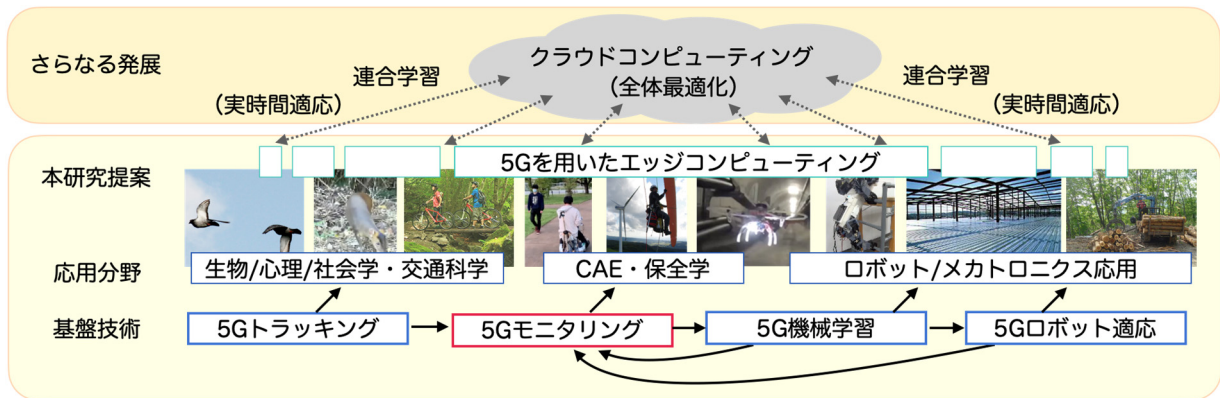 さらなる発展
クラウドコンピューティング
(全体最適化)
連合学習
(実時間適応)
連合学習
(実時間適応)
本研究提案
5Gを用いたエッジコンピューティング
応用分野
生物/心理/社会学・交通科学
CAE・保全学
ロボット/メカトロニクス応用
基盤技術
5Gトラッキング
5Gモニタリング
5G機械学習
5Gロボット適応